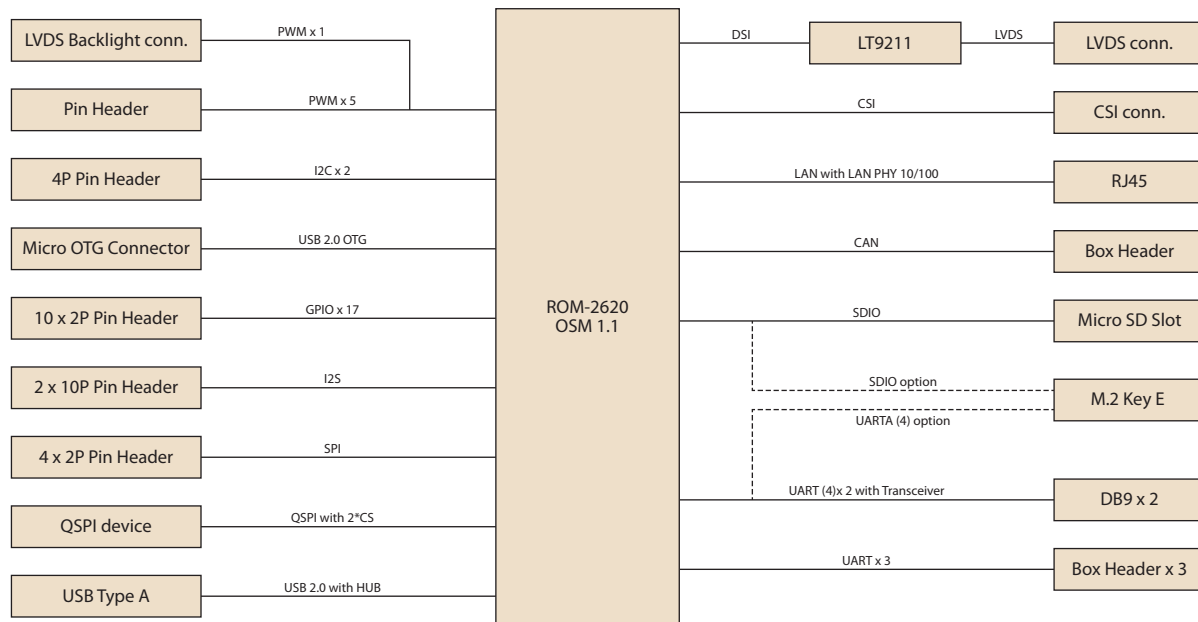 LVDS Backlight conn.
PWM x 1
Pin Header
PWM x 5
4P Pin Header
I2C x 2
Micro OTG Connector
USB 2.0 OTG
10 x 2P Pin Header
GPIO x 17
2 x 10P Pin Header
I2S
4 x 2P Pin Header
SPI
QSPI device
QSPI with 2*CS
USB Type A
USB 2.0 with HUB
ROM-2620
OSM 1.1
DSI
LT9211
LVDS
LVDS conn.
CSI
CSI conn.
LAN with LAN PHY 10/100
RJ45
CAN
Box Header
SDIO
Micro SD Slot
SDIO option
M.2 Key E
UARTA (4) option
UART (4)x 2 with Transceiver
DB9 x 2
UART x 3
Box Header x 3